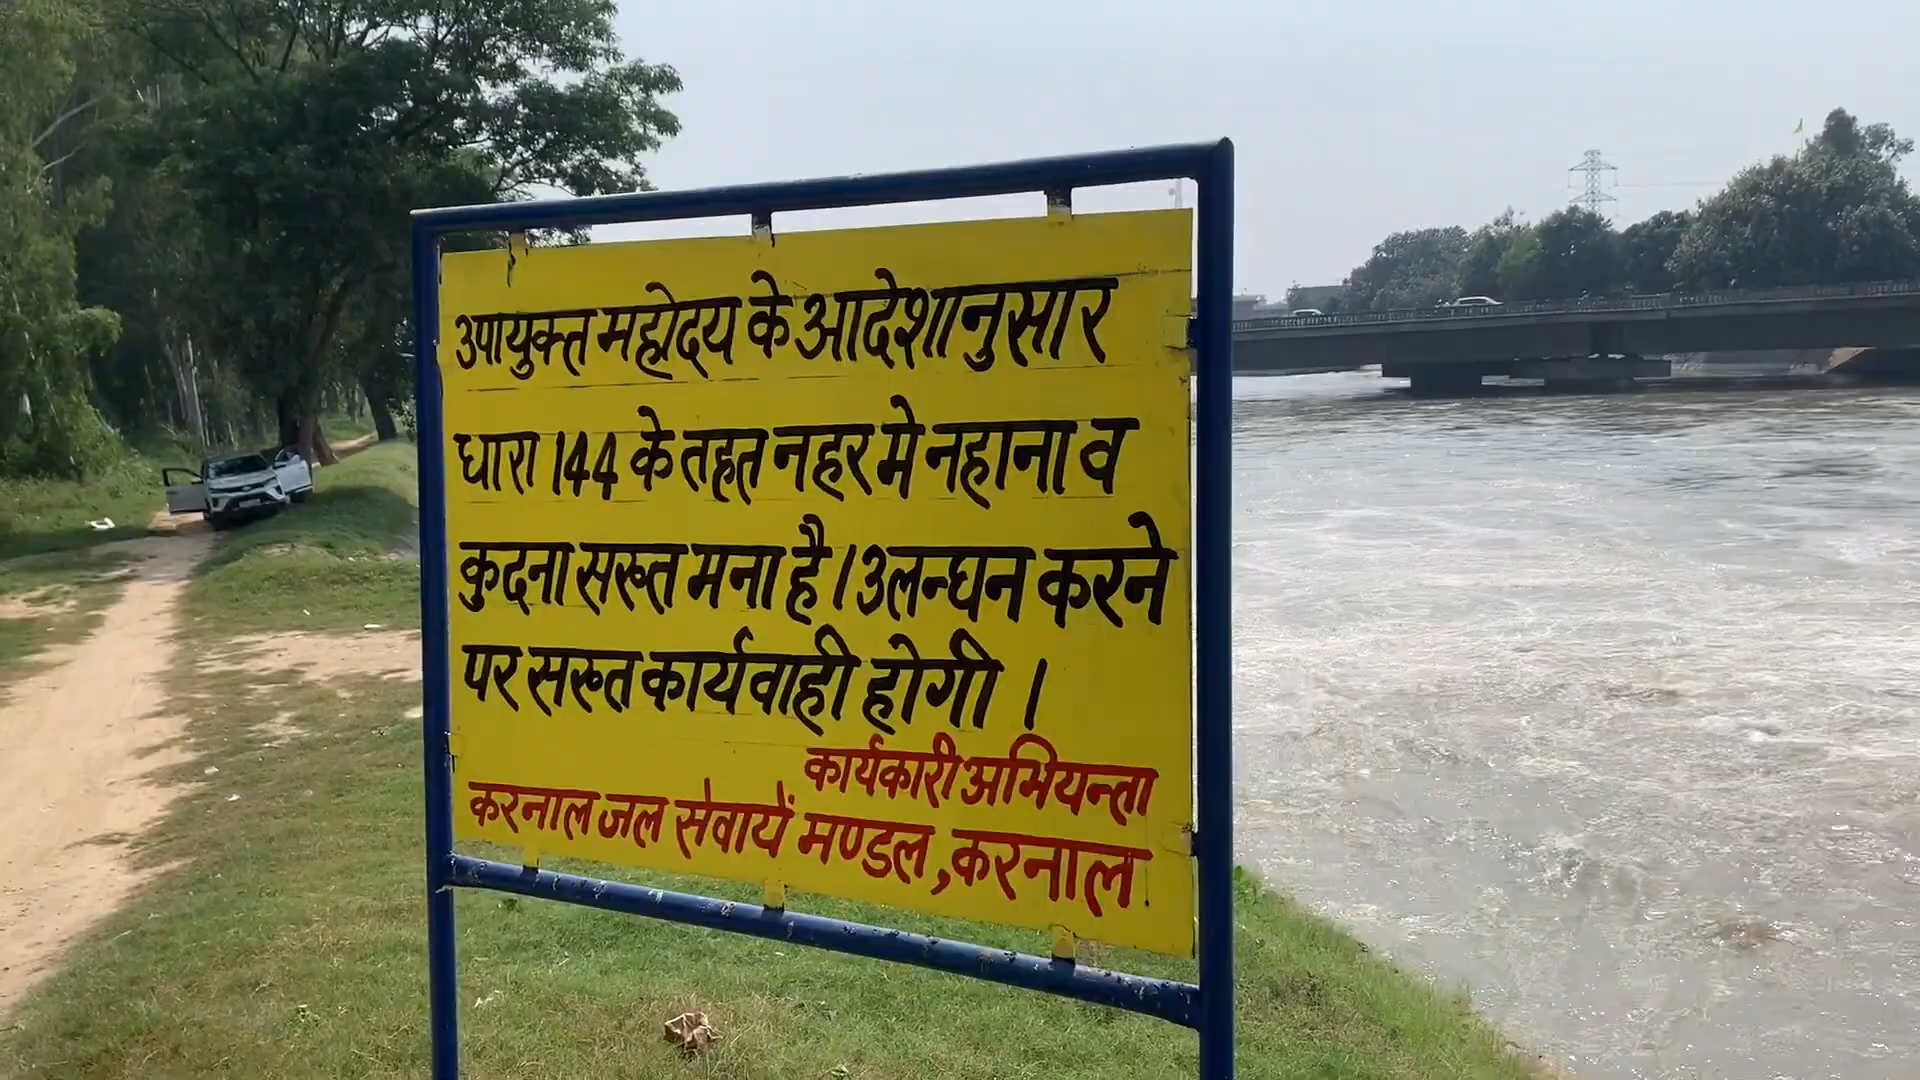 उपायुक्त महोदय के आदेशानुसार
धारा 144 के तहत नहर मे नहाना व
कुदना सख्त मना है । उलन्घन करने
पर सख्त कार्यवाही होगी ।
कार्यकारी अभियन्ता
करनाल जल सेवायें मण्डल, करनाल